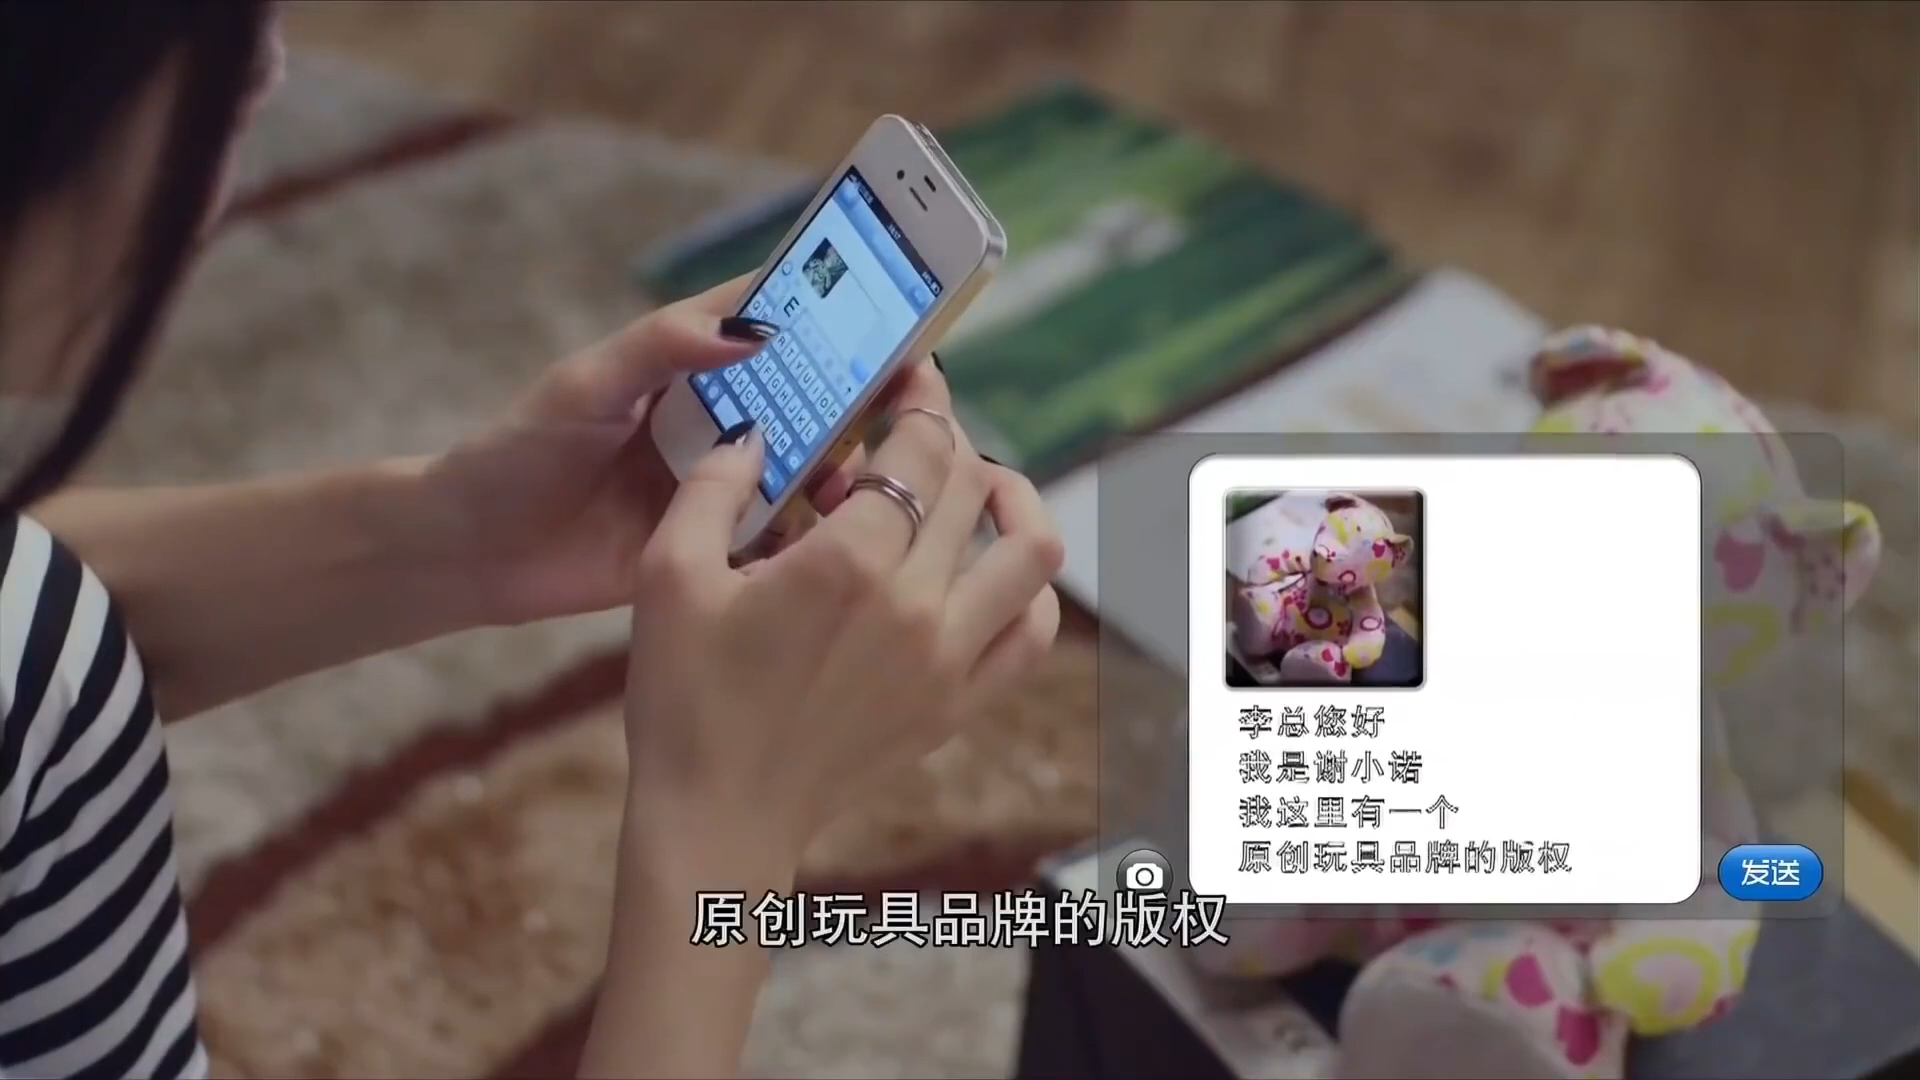 E
R T Y U I O P
F G H J K L
Z X C V B N M
李总您好
我是谢小诺
我这里有一个
原创玩具品牌的版权
发送
原创玩具品牌的版权